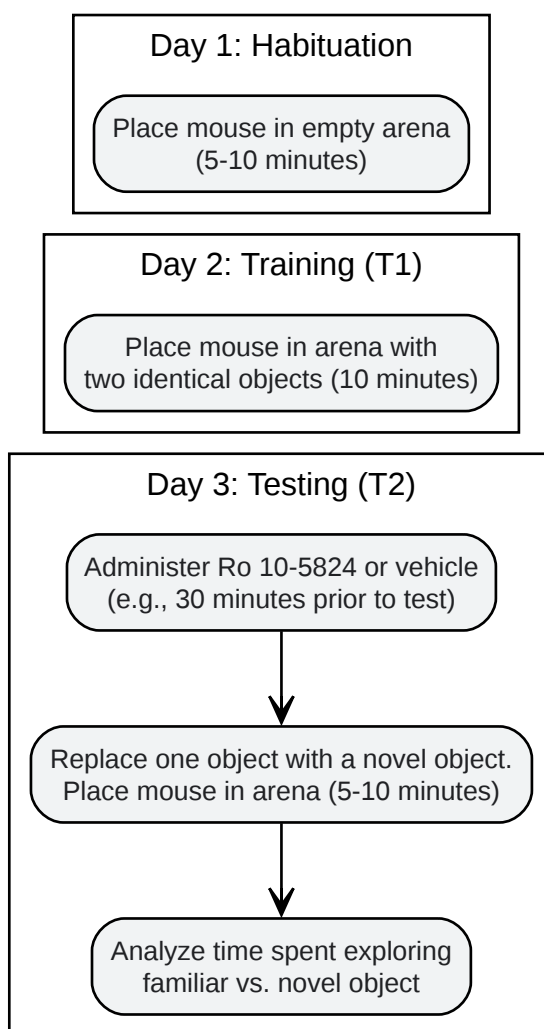 Day 1: Habituation
Place mouse in empty arena
(5-10 minutes)
Day 2: Training (T1)
Place mouse in arena with
two identical objects (10 minutes)
Day 3: Testing (T2)
Administer Ro 10-5824 or vehicle
(e.g., 30 minutes prior to test)
Replace one object with a novel object.
Place mouse in arena (5-10 minutes)
Analyze time spent exploring
familiar vs. novel object